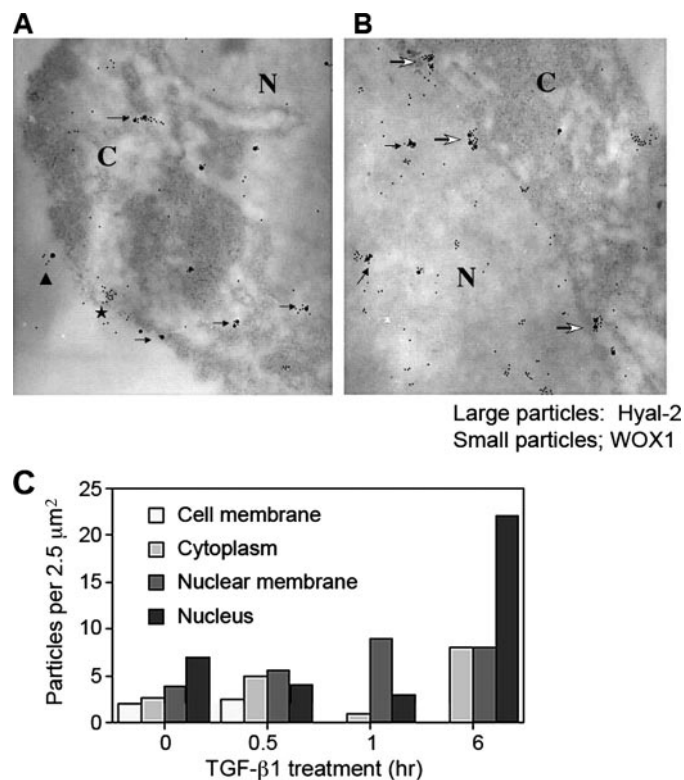 A
B
N
C
C
N
Large particles: Hyal-2
Small particles; WOX1
C
Particles per 2.5 μm²
25
20
15
10
5
0
Cell membrane
Cytoplasm
Nuclear membrane
Nucleus
0
0.5
1
6
TGF-β1 treatment (hr)